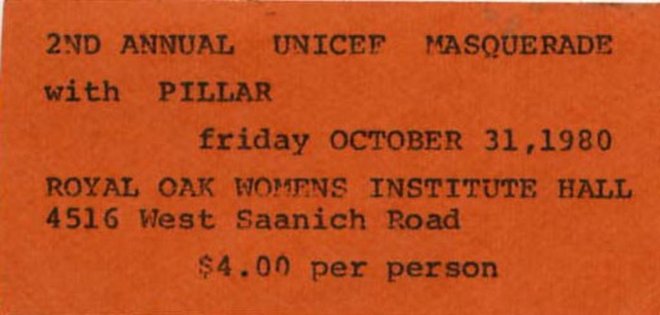 2ND ANNUAL UNICEF MASQUERADE
with PILLAR
friday OCTOBER 31,1980
ROYAL OAK WOMENS INSTITUTE HALL
4516 West Saanich Road
$4.00 per person